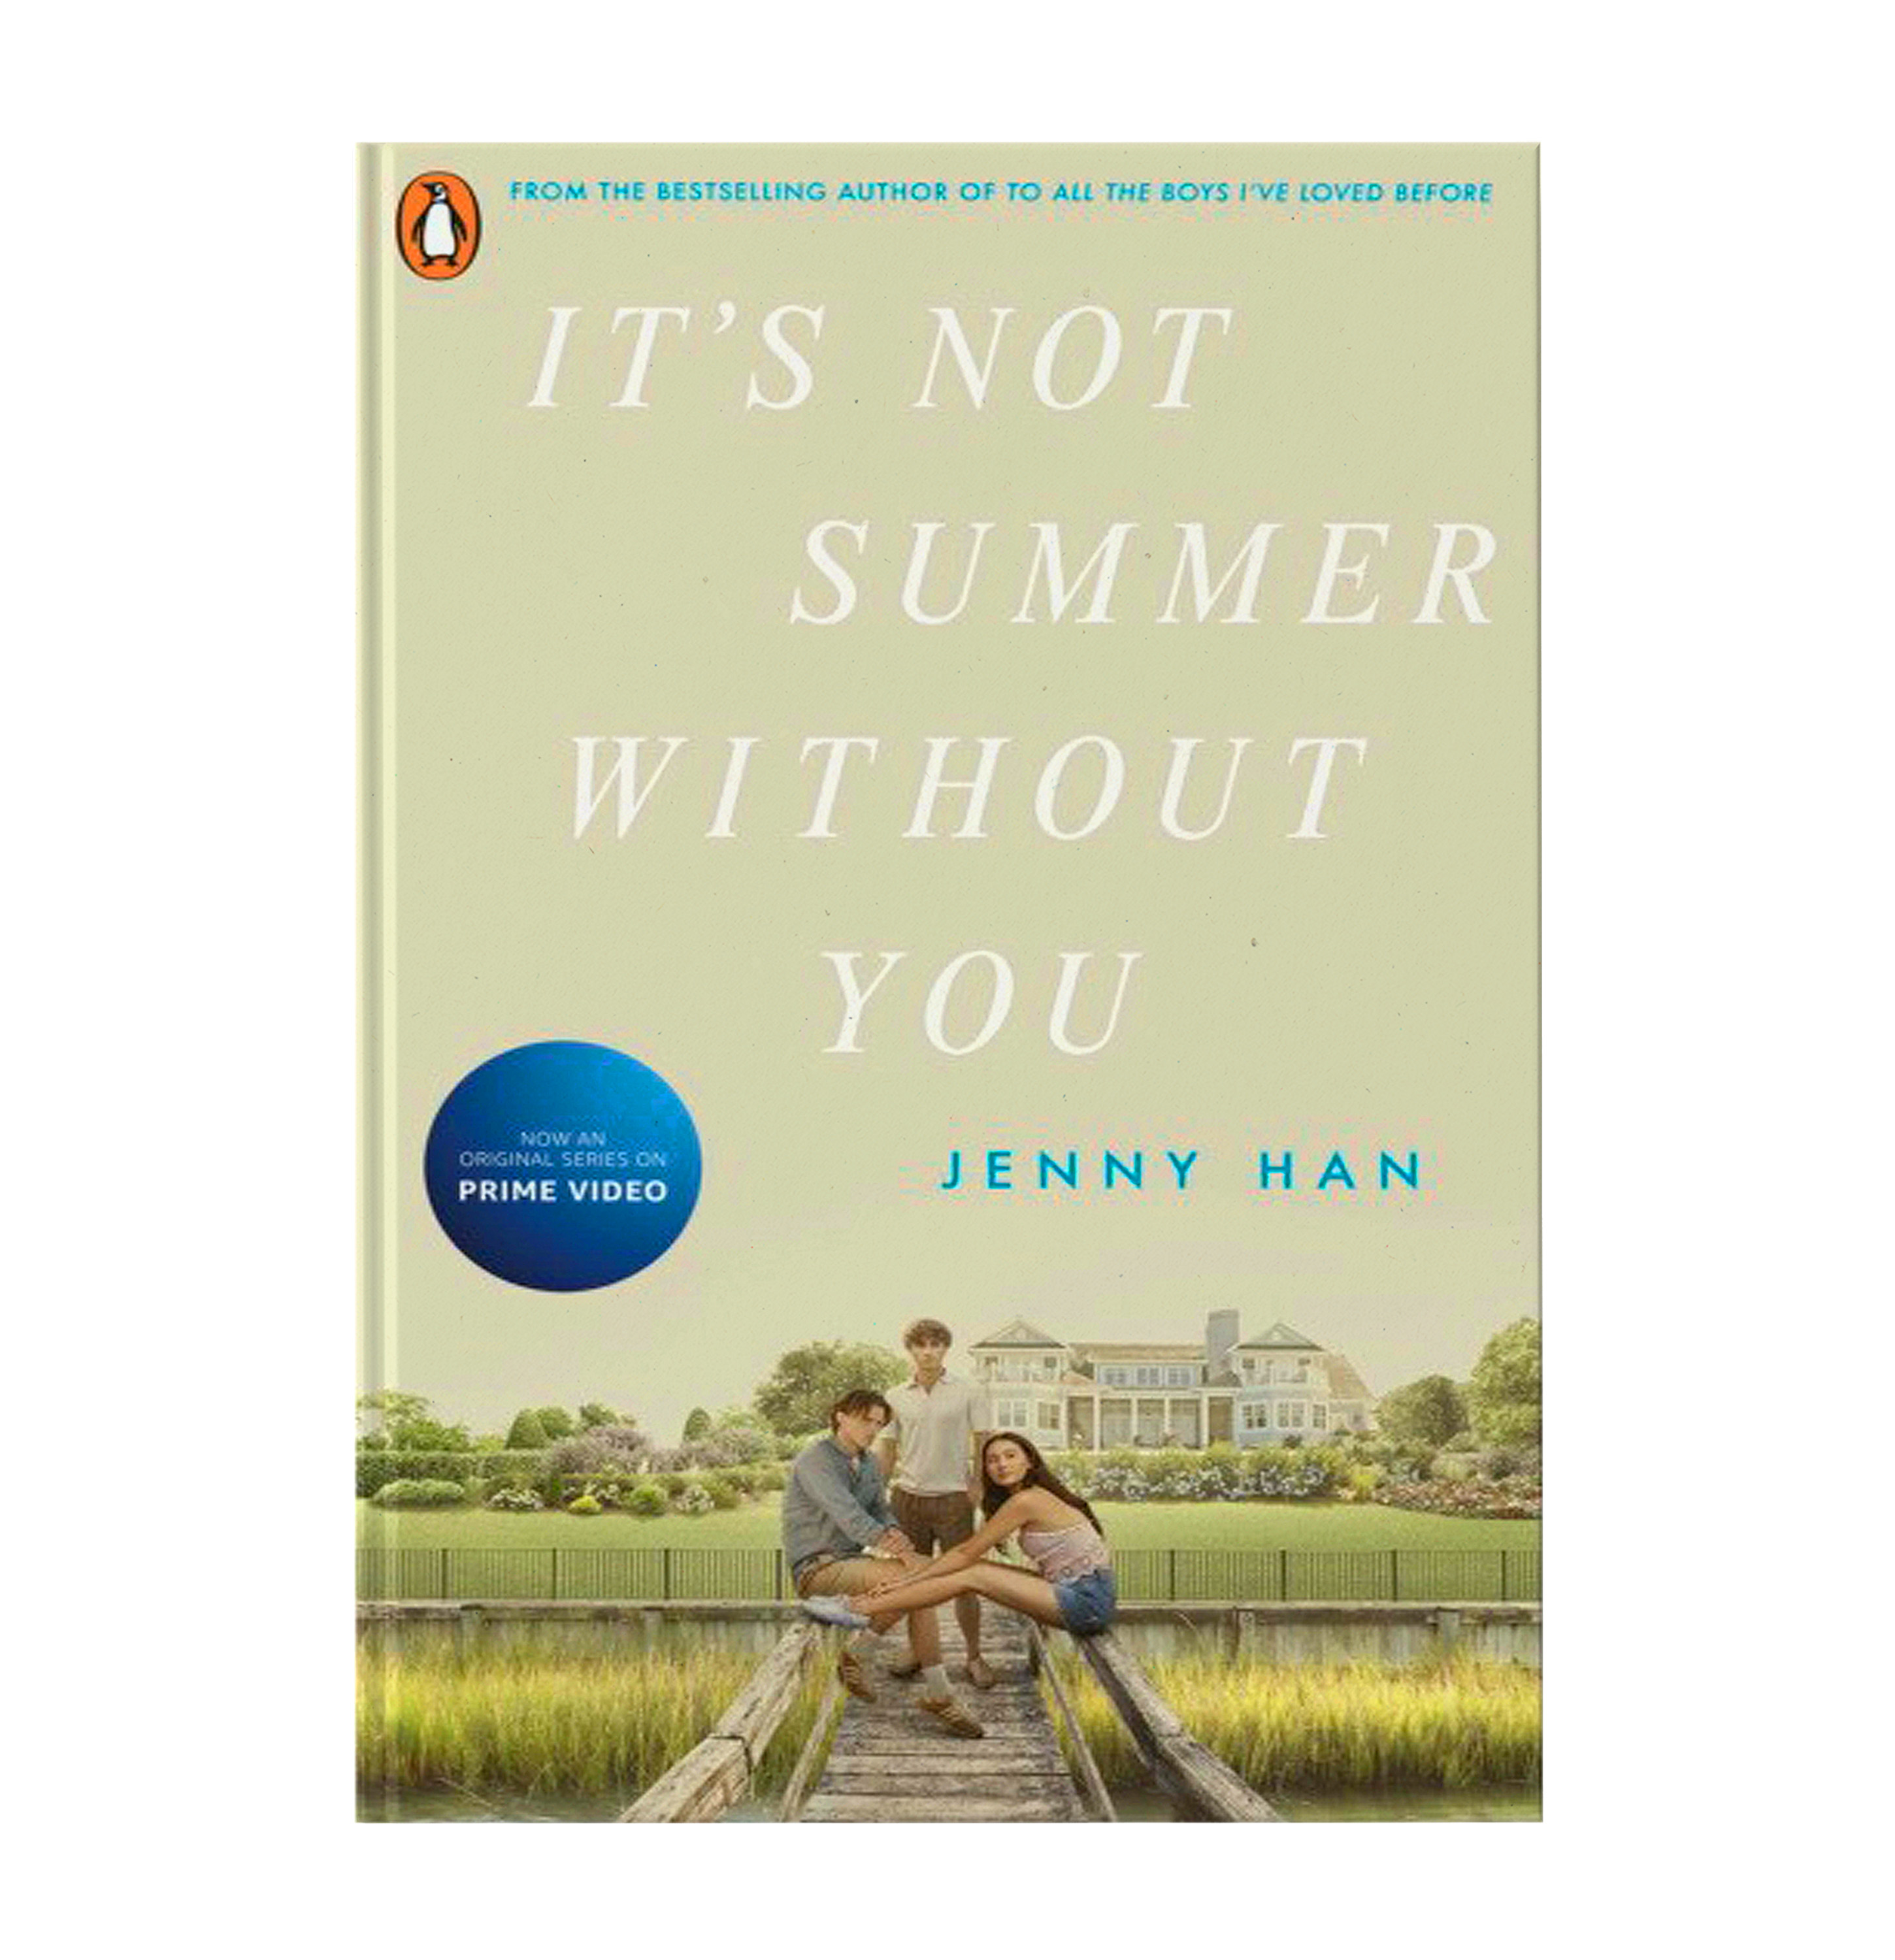 FROM THE BESTSELLING AUTHOR OF TO ALL THE BOYS I'VE LOVED BEFORE
IT'S NOT
SUMMER
WITHOUT
YOU
NOW AN
ORIGINAL SERIES ON
PRIME VIDEO
JENNY HAN